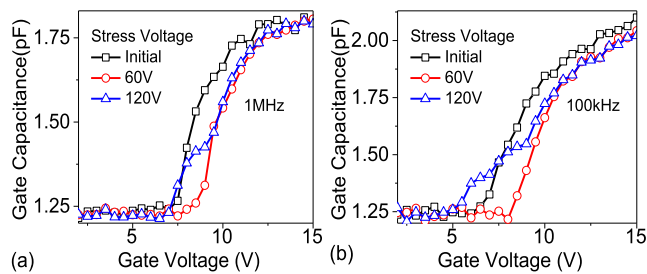 Gate Capacitance(pF)
1.75
1.50
1.25
Stress Voltage
Initial
60V
120V
1MHz
5
10
15
Gate Voltage (V)
(a)
Gate Capacitance(pF)
2.00
1.75
1.50
1.25
Stress Voltage
Initial
60V
120V
100kHz
5
10
15
Gate Voltage (V)
(b)